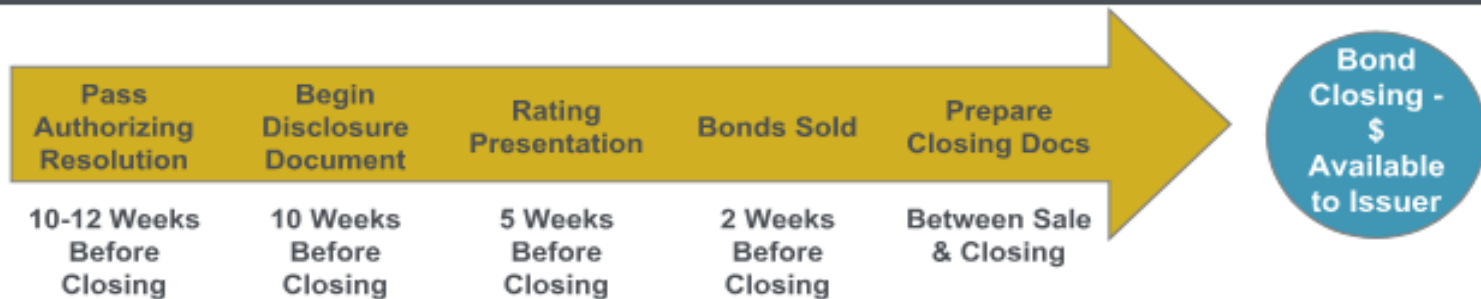 Pass
Authorizing
Resolution
Begin
Disclosure
Document
Rating
Presentation
Bonds Sold
Prepare
Closing Docs
Bond
Closing -
$
Available
to Issuer
10-12 Weeks
Before
Closing
10 Weeks
Before
Closing
5 Weeks
Before
Closing
2 Weeks
Before
Closing
Between Sale
& Closing